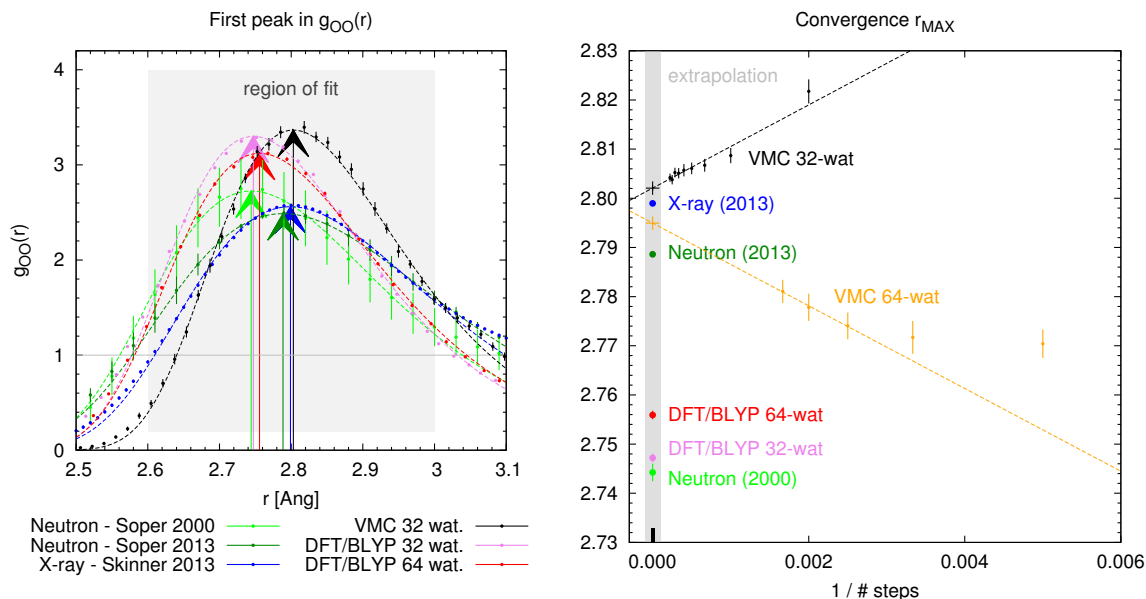 First peak in gOO(r)
region of fit
gOO(r)
4
3
2
1
0
2.5
2.6
2.7
2.8
2.9
3
3.1
r [Ang]
Neutron - Soper 2000
Neutron - Soper 2013
X-ray - Skinner 2013
VMC 32 wat.
DFT/BLYP 32 wat.
DFT/BLYP 64 wat.
Convergence rMAX
2.83
2.82
2.81
2.80
2.79
2.78
2.77
2.76
2.75
2.74
2.73
extrapolation
VMC 32-wat
X-ray (2013)
Neutron (2013)
VMC 64-wat
DFT/BLYP 64-wat
DFT/BLYP 32-wat
Neutron (2000)
0.000
0.002
0.004
0.006
1 / # steps